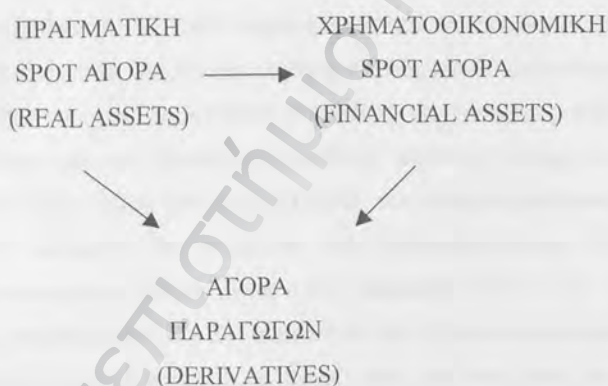 ΠΡΑΓΜΑΤΙΚΗ
SPOT ΑΓΟΡΑ
(REAL ASSETS)
ΧΡΗΜΑΤΟΟΙΚΟΝΟΜΙΚΗ
SPOT ΑΓΟΡΑ
(FINANCIAL ASSETS)
ΑΓΟΡΑ
ΠΑΡΑΓΩΓΩΝ
(DERIVATIVES)